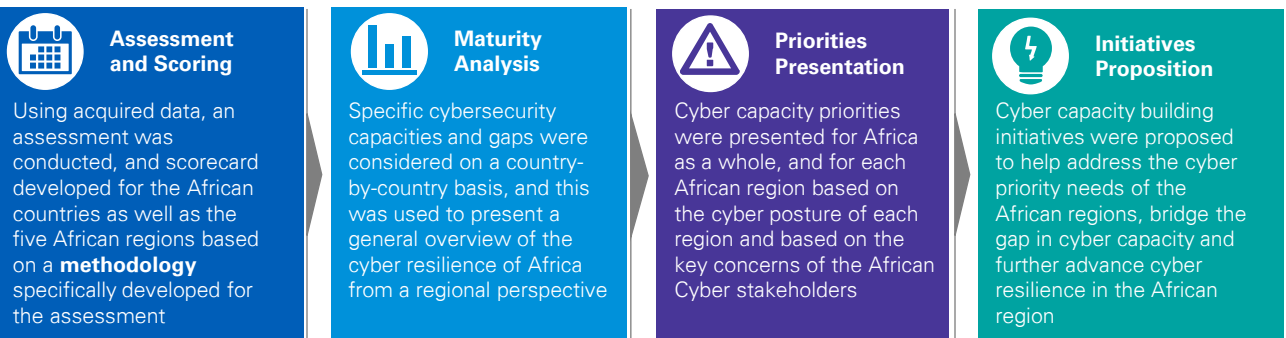 Assessment
and Scoring
Using acquired data, an
assessment was
conducted, and scorecard
developed for the African
countries as well as the
five African regions based
on a methodology
specifically developed for
the assessment
Maturity
Analysis
Specific cybersecurity
capacities and gaps were
considered on a country-
by-country basis, and this
was used to present a
general overview of the
cyber resilience of Africa
from a regional perspective
Priorities
Presentation
Cyber capacity priorities
were presented for Africa
as a whole, and for each
African region based on
the cyber posture of each
region and based on the
key concerns of the African
Cyber stakeholders
Initiatives
Proposition
Cyber capacity building
initiatives were proposed
to help address the cyber
priority needs of the
African regions, bridge the
gap in cyber capacity and
further advance cyber
resilience in the African
region